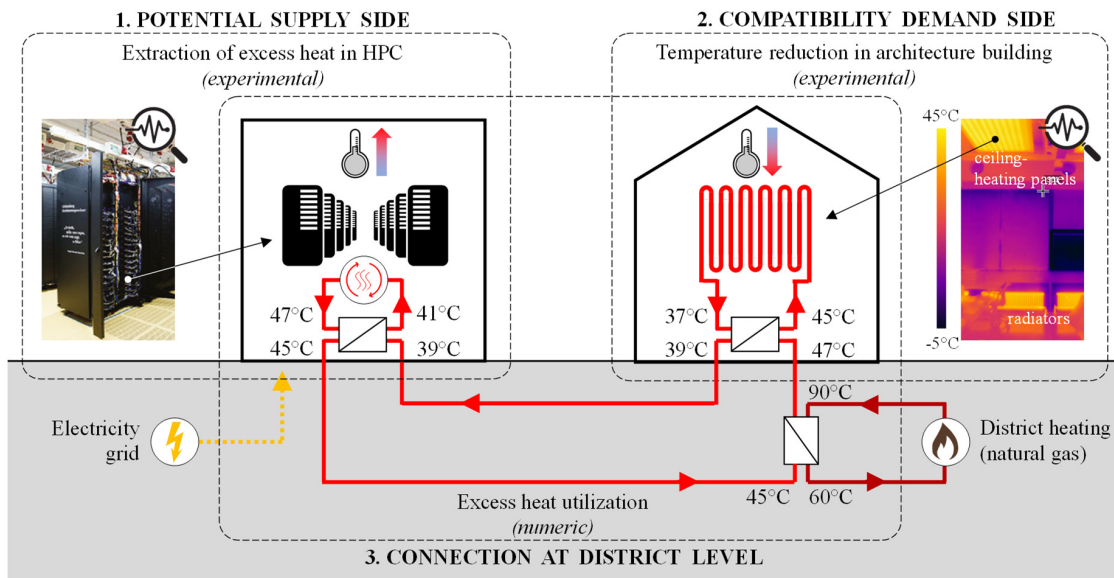 1. POTENTIAL SUPPLY SIDE
2. COMPATIBILITY DEMAND SIDE
Extraction of excess heat in HPC
(experimental)
Temperature reduction in architecture building
(experimental)
45°C
ceiling-
heating panels
radiators
-5°C
47°C
41°C
45°C
39°C
37°C
45°C
39°C
47°C
90°C
Electricity
grid
District heating
(natural gas)
45°C
60°C
Excess heat utilization
(numeric)
3. CONNECTION AT DISTRICT LEVEL